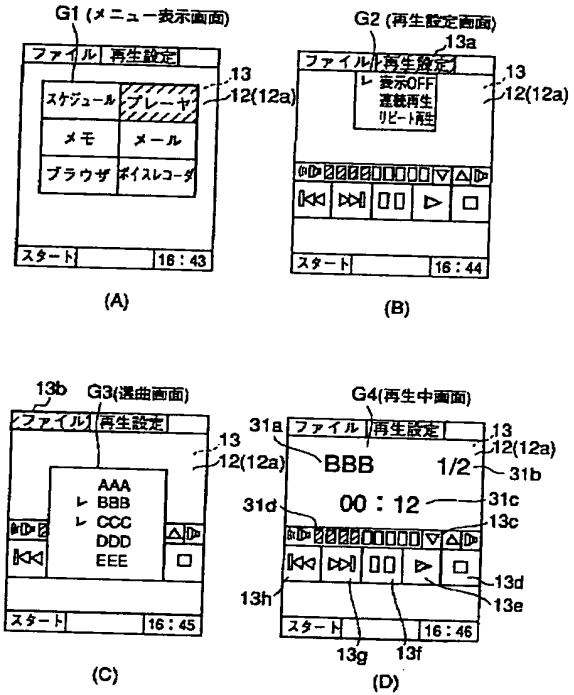 G1 (メニュー表示画面)
ファイル 再生設定
13
12(12a)
スケジュール プレーヤ
メモ メール
ブラウザ ボイスレコーダ
スタート 16:43
(A)
G2 (再生設定画面)
13a
ファイル 再生設定
13
12(12a)
表示OFF
連続再生
リピート再生
スタート 16:44
(B)
13b
G3(選曲画面)
ファイル 再生設定
13
12(12a)
AAA
BBB
CCC
DDD
EEE
スタート 16:45
(C)
G4(再生中画面)
31a
ファイル 再生設定
13
12(12a)
BBB 1/2
31b
00:12
31c
31d
13c
13d
13h
13e
スタート 16:46
13g
13f
(D)